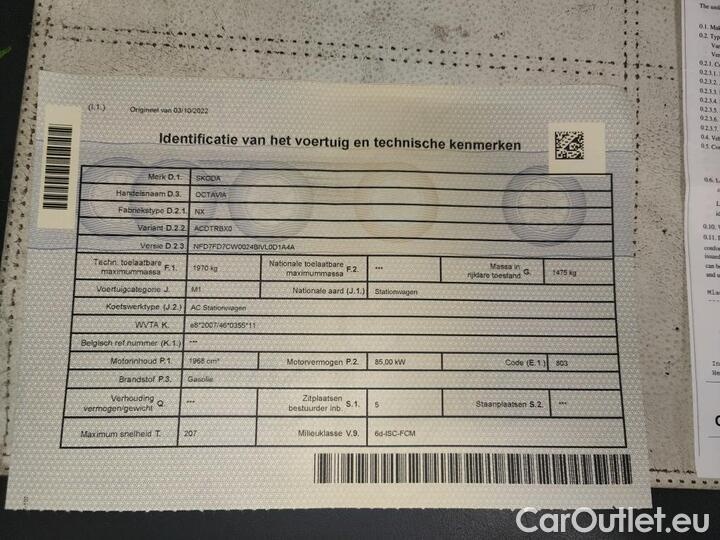 (I.1.)
Origineel van 03/10/2022
Identificatie van het voertuig en technische kenmerken
Merk D.1. SKODA
Handelsnaam D.3. OCTAVIA
Fabriekstype D.2.1. NX
Variant D.2.2. ACDTRBX0
Versie D.2.3. NFD7FD7CW0024BIVL0D1A4A
Techn. toelaatbare maximummassa F.1. 1970 kg Nationale toelaatbare maximummassa F.2. *** Massa in rijklare toestand G. 1475 kg
Voertuigcategorie J. M1 Nationale aard (J.1.) Stationwagen
Koetswerktype (J.2.) AC Stationwagen
WVTA K. e8*2007/46*0355*11
Belgisch ref.nummer (K.1.) ***
Motorinhoud P.1. 1968 cm³ Motorvermogen P.2. 85,00 kW Code (E.1.) 803
Brandstof P.3. Gasolie
Verhouding vermogen/gewicht Q. *** Zitplaatsen bestuurder inb. S.1. 5 Staanplaatsen S.2. ***
Maximum snelheid T. 207 Milieuklasse V.9. 6d-ISC-FCM
CarOutlet.eu